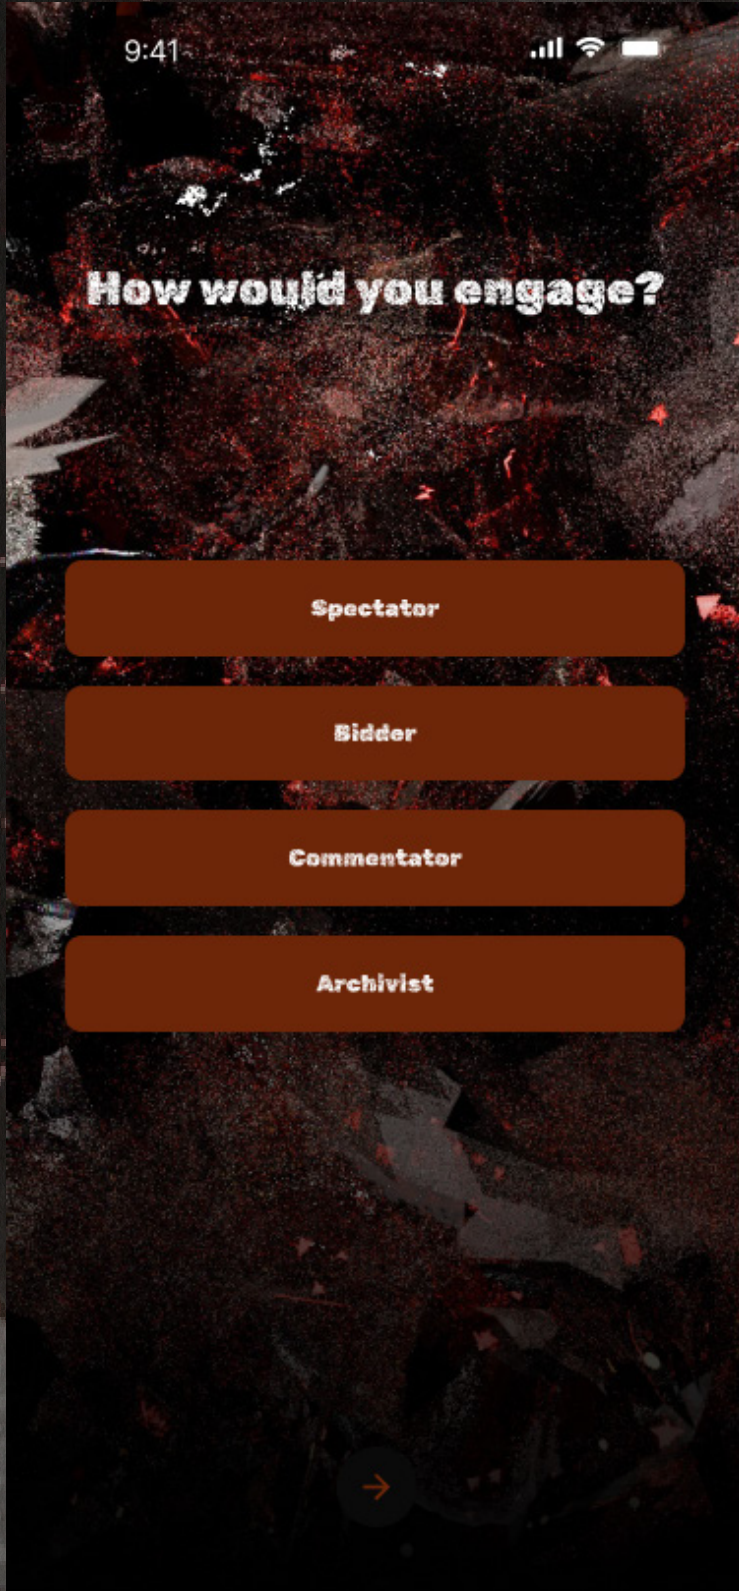 9:41
How would you engage?
Spectator
Bidder
Commentator
Archivist